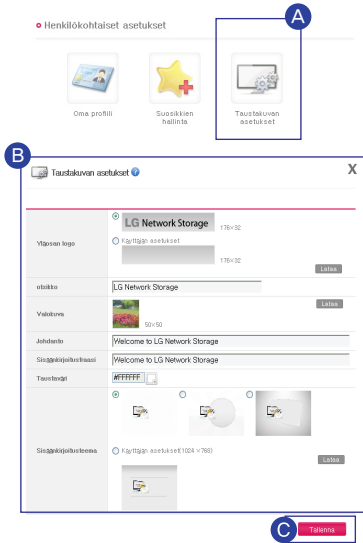 Henkilökohtaiset asetukset
A
Oma profiili
Suosikkien hallinta
Taustakuvan asetukset
B
Taustakuvan asetukset ?
X
Yläosan logo
LG Network Storage
176×32
Käyttäjän asetukset
176×32
Lataa
otsikko
LG Network Storage
Valokuva
50×50
Lataa
Johdanto
Welcome to LG Network Storage
Sisäänkirjoitusfraasi
Welcome to LG Network Storage
Taustaväri
#FFFFFF
Sisäänkirjoitusteema
Käyttäjän asetukset(1024 ×768)
Lataa
C
Tallenna